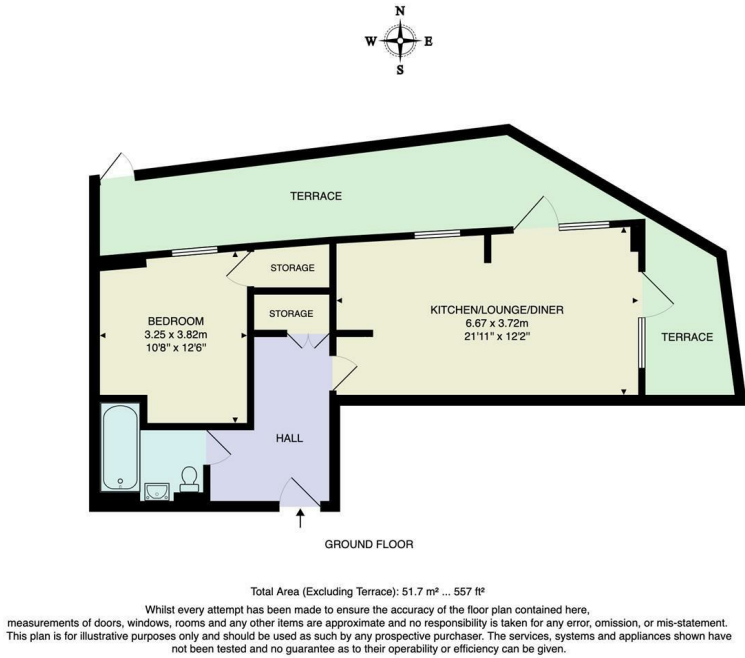 N
W E
S
TERRACE
STORAGE
STORAGE
BEDROOM
3.25 x 3.82m
10'8" x 12'6"
KITCHEN/LOUNGE/DINER
6.67 x 3.72m
21'11" x 12'2"
TERRACE
HALL
GROUND FLOOR
Total Area (Excluding Terrace): 51.7 m² ... 557 ft²
Whilst every attempt has been made to ensure the accuracy of the floor plan contained here,
measurements of doors, windows, rooms and any other items are approximate and no responsibility is taken for any error, omission, or mis-statement.
This plan is for illustrative purposes only and should be used as such by any prospective purchaser. The services, systems and appliances shown have
not been tested and no guarantee as to their operability or efficiency can be given.